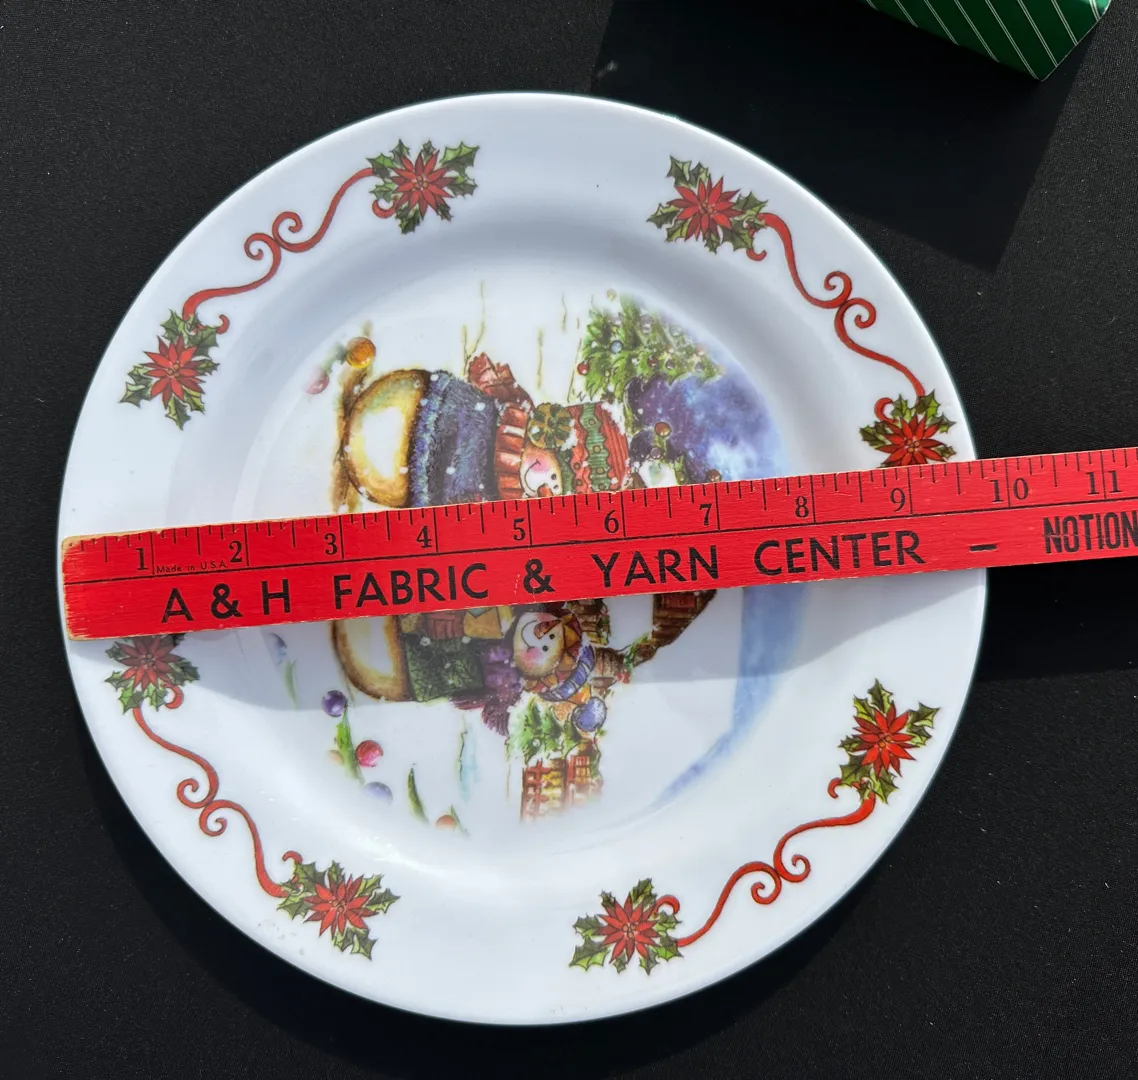 1 2 3 4 5 6 7 8 9 10 11
Made in U.S.A.
A & H FABRIC & YARN CENTER – NOTION